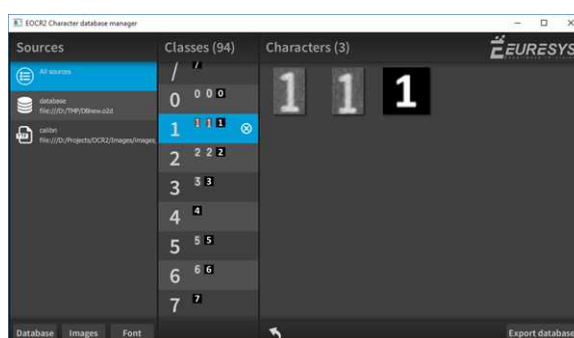 EOCR2 Character database manager
Sources
Classes (94)
Characters (3)
EURESYS
All sources
database
file:///D:/TMP/DBnew.o2d
calibri
file:///D:/Projects/OCR2/Images/images_
/ /
0 0 0 0
1 1 1 1
2 2 2 2
3 3 3
4 4
5 5 5
6 6 6
7 7
1 1 1
Database Images Font
Export database